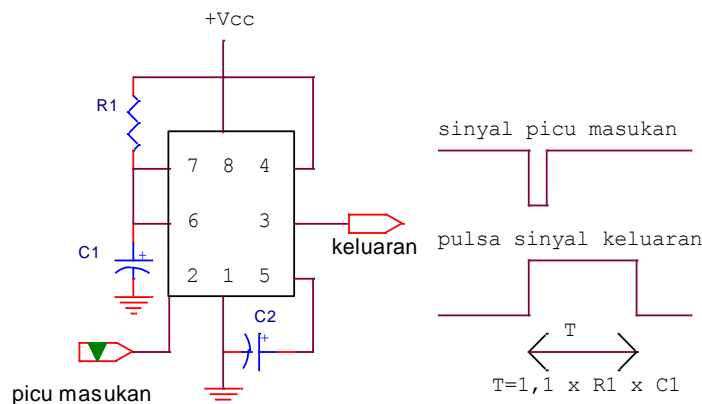 +Vcc
R1
7 8 4
6 3
2 1 5
C1
+
keluaran
C2
+
picu masukan
sinyal picu masukan
pulsa sinyal keluaran
T
T=1,1 x R1 x C1